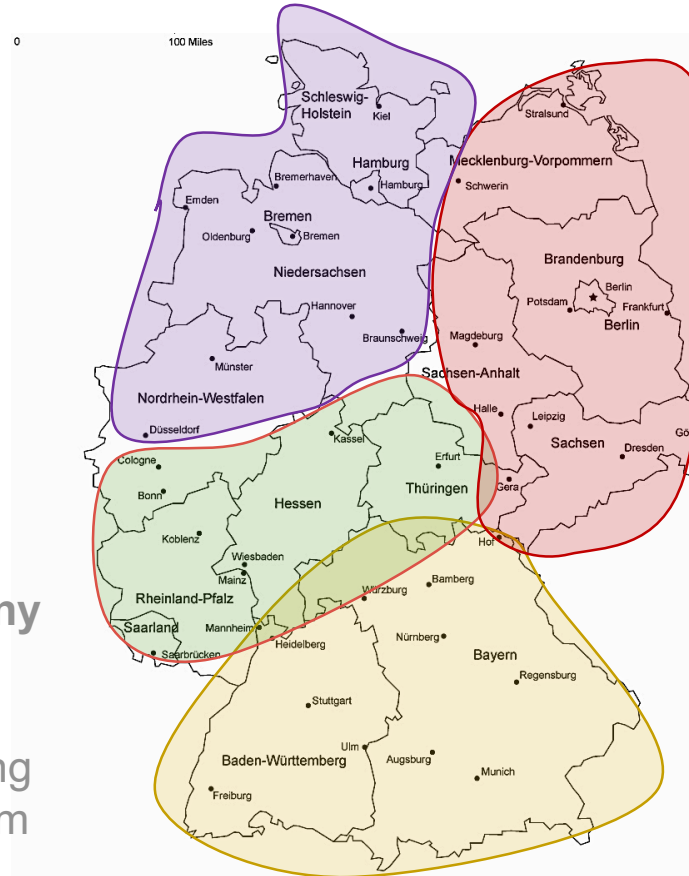 0
100 Miles
Schleswig-
Holstein
Kiel
Stralsund
Hamburg
Hamburg
Mecklenburg-Vorpommern
Schwerin
Bremerhaven
Emden
Bremen
Oldenburg
Bremen
Niedersachsen
Brandenburg
Berlin
Potsdam
Frankfurt
Berlin
Hannover
Braunschweig
Magdeburg
Münster
Sachsen-Anhalt
Nordrhein-Westfalen
Halle
Leipzig
Düsseldorf
Kassel
Sachsen
Gö
Dresden
Cologne
Erfurt
Bonn
Thüringen
Gera
Hessen
Koblenz
Hof
Wiesbaden
Mainz
Bamberg
Würzburg
Rheinland-Pfalz
ny
Saarland
Mannheim
Heidelberg
Nürnberg
Saarbrücken
Bayern
Regensburg
Stuttgart
Ulm
Augsburg
Baden-Württemberg
ng
Munich
Freiburg
m